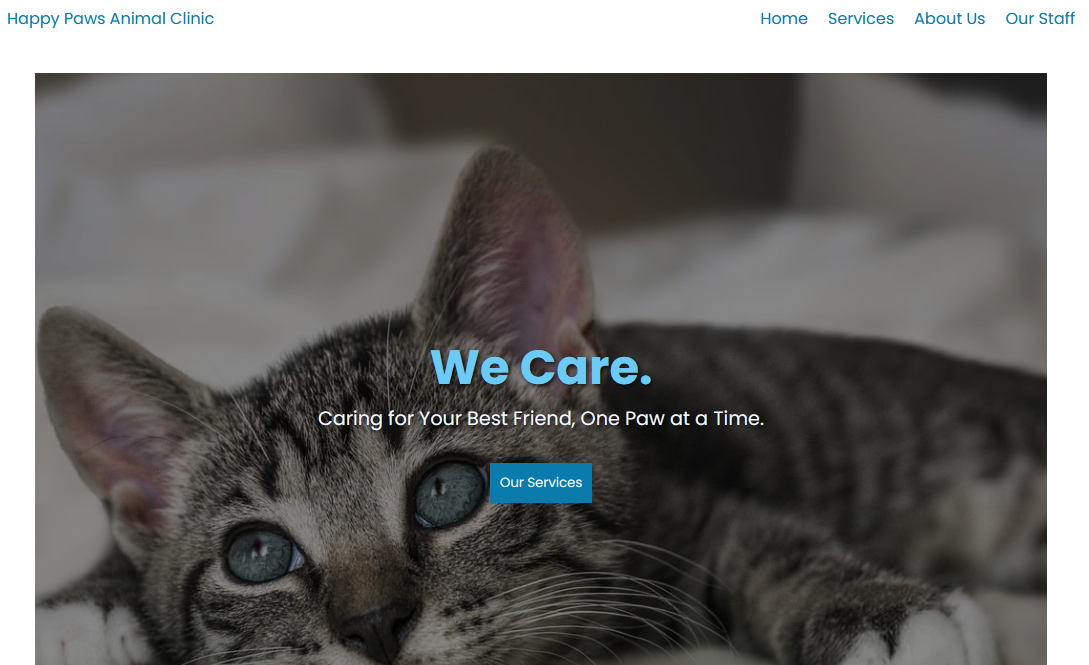 Happy Paws Animal Clinic
Home Services About Us Our Staff
We Care.
Caring for Your Best Friend, One Paw at a Time.
Our Services